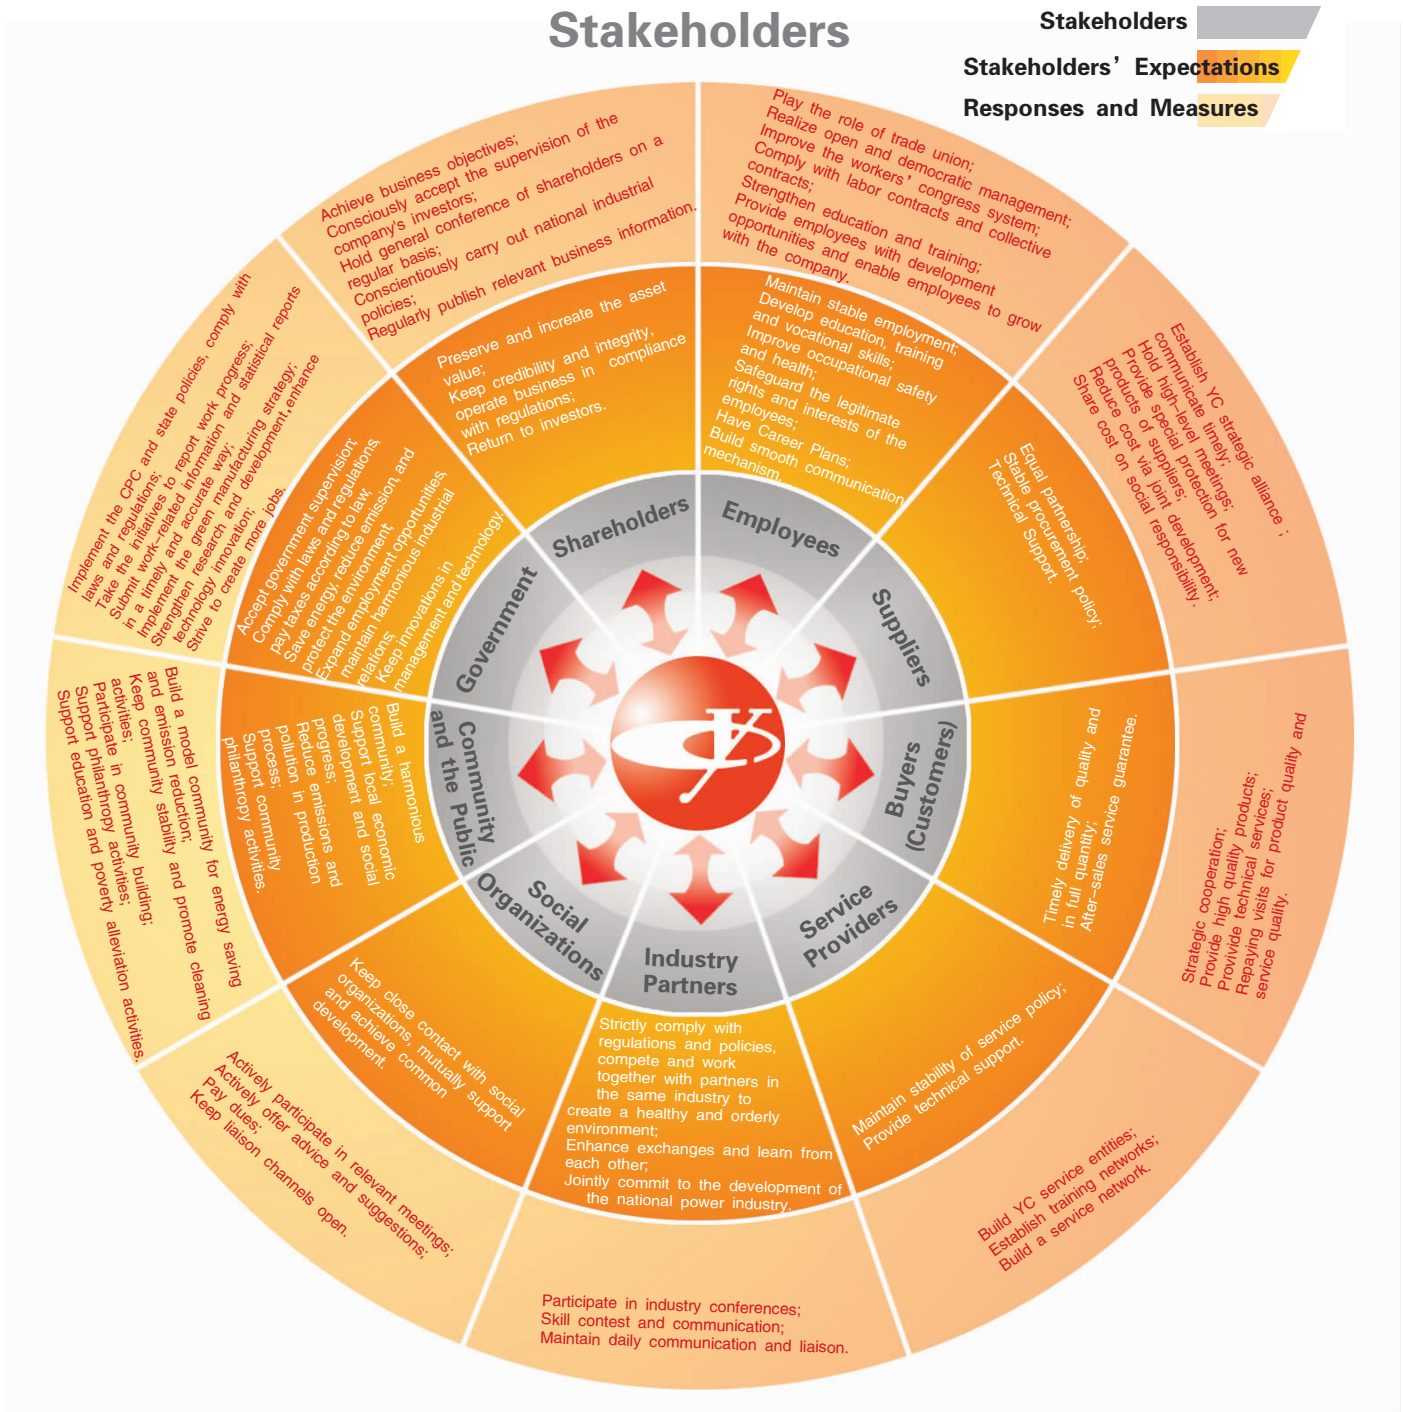 Stakeholders
Stakeholders
Stakeholders’ Expectations
Responses and Measures
Shareholders
Preserve and increate the asset
value;
Keep credibility and integrity,
operate business in compliance
with regulations;
Return to investors.
Achieve business objectives;
Consciously accept the supervision of the
company's investors;
Hold general conference of shareholders on a
regular basis;
Conscientiously carry out national industrial
policies;
Regularly publish relevant business information.
Employees
Maintain stable employment;
Develop education, training
and vocational skills;
Improve occupational safety
and health;
Safeguard the legitimate
rights and interests of the
employees;
Have Career Plans;
Build smooth communication
mechanism.
Play the role of trade union;
Realize open and democratic management;
Improve the workers’ congress system;
Comply with labor contracts and collective
contracts;
Strengthen education and training;
Provide employees with development
opportunities and enable employees to grow
with the company.
Suppliers
Equal partnership;
Stable procurement policy;
Technical Support.
Establish YC strategic alliance ;
communicate timely;
Hold high-level meetings;
Provide special protection for new
products of suppliers;
Reduce cost via joint development;
Share cost on social responsibility.
Buyers
(Customers)
Timely delivery of quality and
in full quantity;
After-sales service guarantee.
Strategic cooperation;
Provide high quality products;
Provivide technical services;
Repaying visits for product quality and
service quality.
Service
Providers
Maintain stability of service policy;
Provide technical support.
Build YC service entities;
Establish training networks;
Build a service network.
Industry
Partners
Strictly comply with
regulations and policies,
compete and work
together with partners in
the same industry to
create a healthy and orderly
environment;
Enhance exchanges and learn from
each other;
Jointly commit to the development of
the national power industry.
Participate in industry conferences;
Skill contest and communication;
Maintain daily communication and liaison.
Social
Organizations
Keep close contact with social
organizations, mutually support
and achieve common
development.
Actively participate in relevant meetings;
Actively offer advice and suggestions;
Pay dues;
Keep liaison channels open.
Community
and the Public
Build a harmonious
community;
Support local economic
development and social
progress;
Reduce emissions and
pollution in production
process;
Support community
philanthropy activities.
Build a model community for energy saving
and emission reduction;
Keep community stability and promote cleaning
activities;
Participate in community building;
Support philanthropy activities;
Support education and poverty alleviation activities.
Government
Accept government supervision;
Comply with laws and regulations,
pay taxes according to law;
Save energy, reduce emission, and
protect the environment;
Expand employment opportunities,
maintain harmonious industrial
relations;
Keep innovations in
management and technology.
Implement the CPC and state policies, comply with
laws and regulations;
Take the initiatives to report work progress;
Submit work-related information and statistical reports
in a timely and accurate way;
Implement the green manufacturing strategy;
Strengthen research and development,enhance
technology innovation;
Strive to create more jobs.